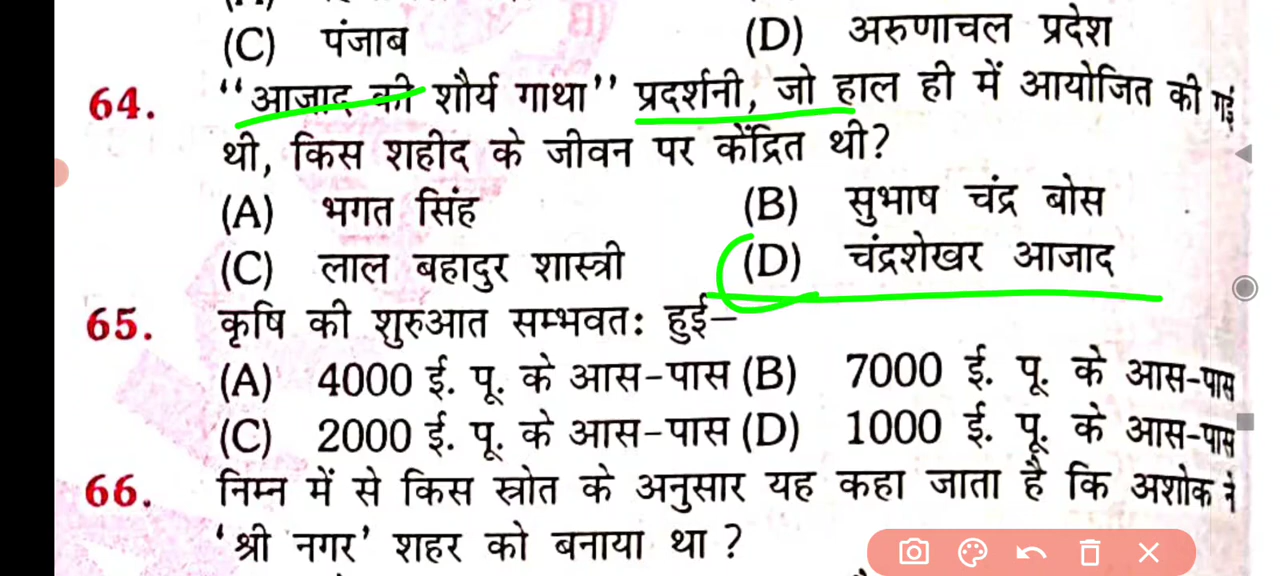 (C) पंजाब (D) अरुणाचल प्रदेश
64. “आजाद की शौर्य गाथा” प्रदर्शनी, जो हाल ही में आयोजित की गई
थी, किस शहीद के जीवन पर केंद्रित थी?
(A) भगत सिंह (B) सुभाष चंद्र बोस
(C) लाल बहादुर शास्त्री (D) चंद्रशेखर आजाद
65. कृषि की शुरुआत सम्भवतः हुई–
(A) 4000 ई. पू. के आस-पास (B) 7000 ई. पू. के आस-पास
(C) 2000 ई. पू. के आस-पास (D) 1000 ई. पू. के आस-पास
66. निम्न में से किस स्रोत के अनुसार यह कहा जाता है कि अशोक ने
‘श्री नगर’ शहर को बनाया था ?